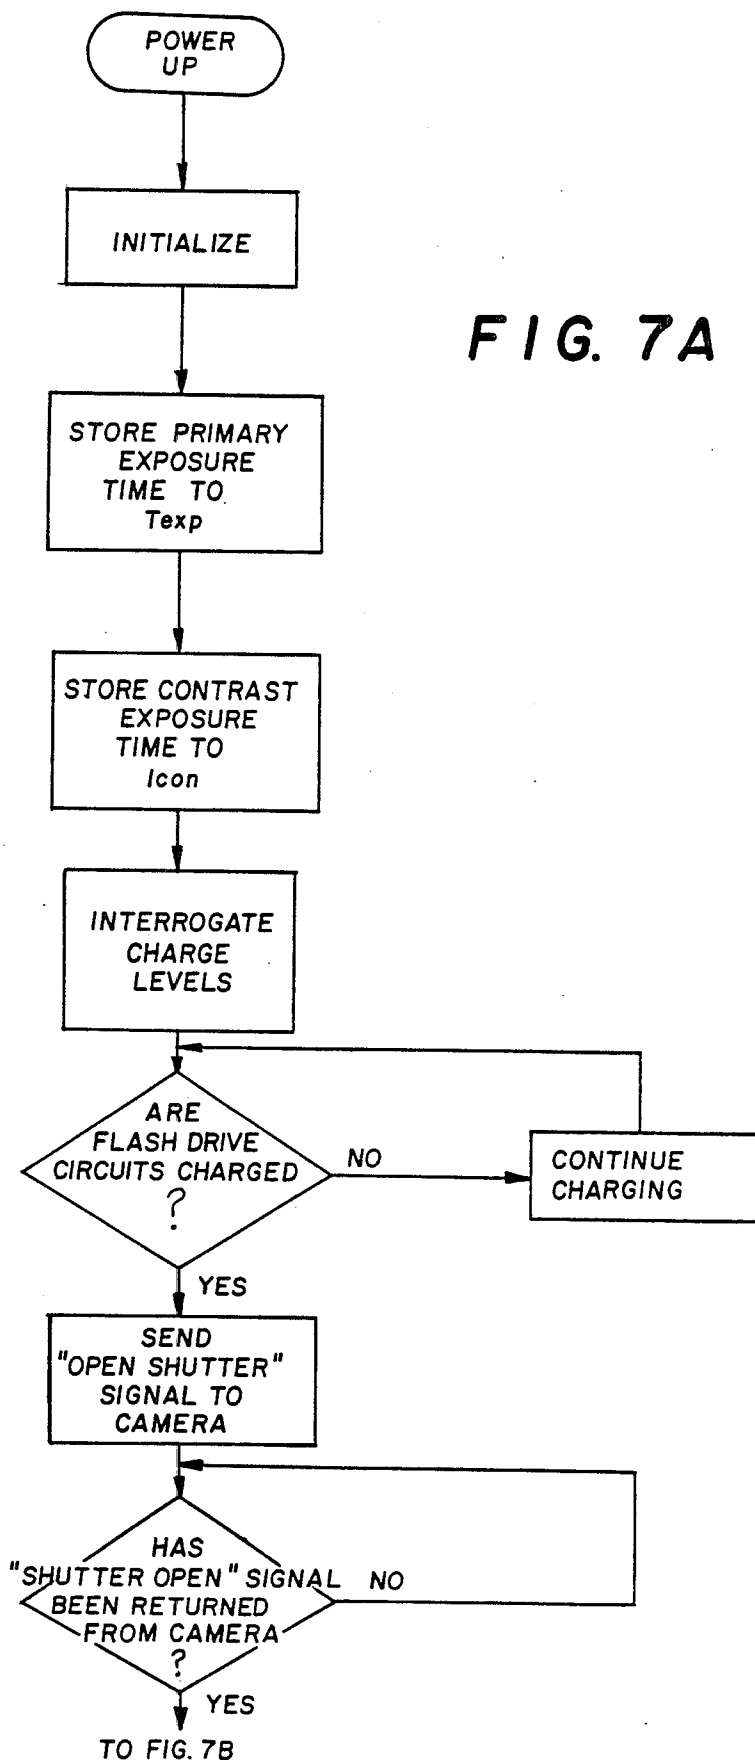 POWER
UP
INITIALIZE
FIG. 7A
STORE PRIMARY
EXPOSURE
TIME TO
Texp
STORE CONTRAST
EXPOSURE
TIME TO
Icon
INTERROGATE
CHARGE
LEVELS
ARE
FLASH DRIVE
CIRCUITS CHARGED
?
NO
CONTINUE
CHARGING
YES
SEND
"OPEN SHUTTER"
SIGNAL TO
CAMERA
HAS
"SHUTTER OPEN" SIGNAL
BEEN RETURNED
FROM CAMERA
?
NO
YES
TO FIG. 7B